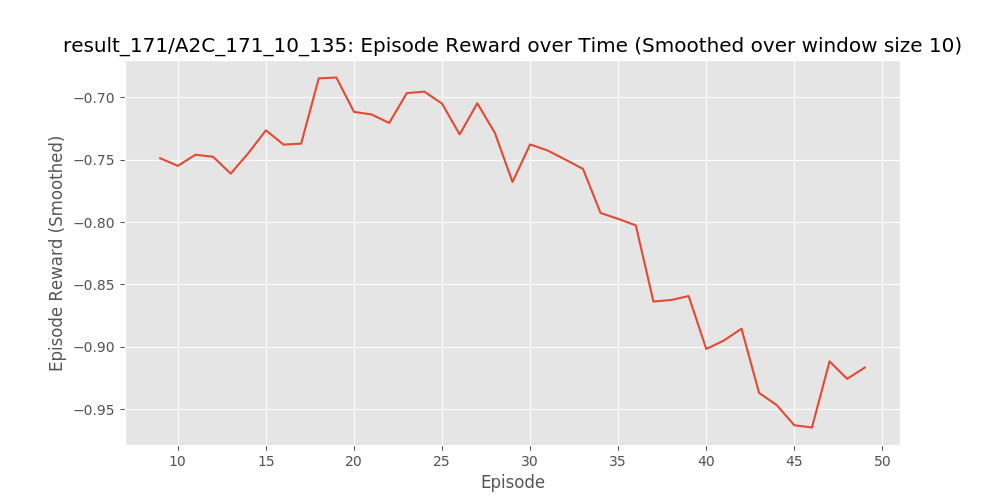 result_171/A2C_171_10_135: Episode Reward over Time (Smoothed over window size 10)
Episode Reward (Smoothed)
−0.70
−0.75
−0.80
−0.85
−0.90
−0.95
10 15 20 25 30 35 40 45 50
Episode